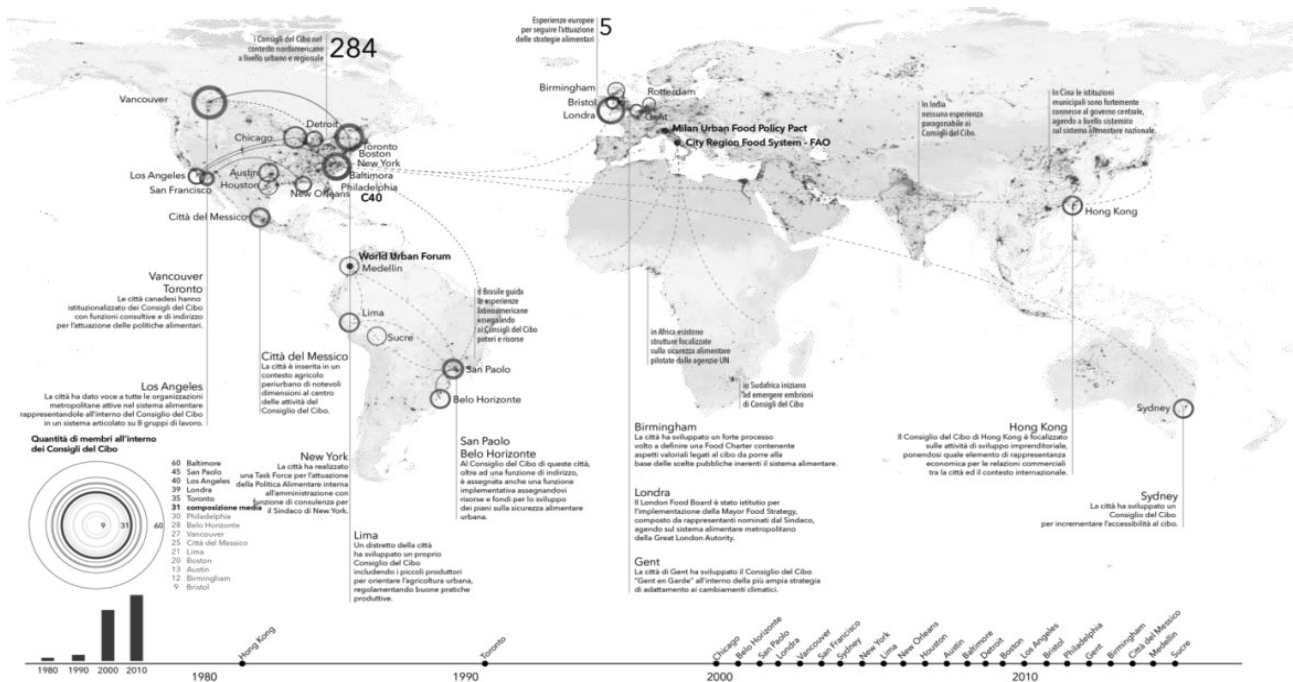 i Consigli del Cibo nel
contesto nordamericano
a livello urbano e regionale
284
Esperienze europee
per seguire l'attuazione
delle strategie alimentari
5
Vancouver
Chicago
Detroit
Toronto
Boston
New York
Baltimora
Philadelphia
C40
Los Angeles
San Francisco
Austin
Houston
New Orleans
Città del Messico
World Urban Forum
Medellin
Lima
Sucre
San Paolo
Belo Horizonte
Birmingham
Bristol
Londra
Rotterdam
Gent
Milan Urban Food Policy Pact
City Region Food System - FAO
In India
nessuna esperienza
paragonabile ai
Consigli del Cibo.
In Cina le istituzioni
municipali sono fortemente
connesse al governo centrale,
agendo a livello sistemico
sul sistema alimentare nazionale.
Hong Kong
Sydney
il Brasile guida
le esperienze
latinoamericane
assegnando
ai Consigli del Cibo
poteri e risorse
in Africa esistono
strutture focalizzate
sulla sicurezza alimentare
pilotate dalle agenzie UN
in Sudafrica iniziano
ad emergere embrioni
di Consigli del Cibo
Vancouver
Toronto
Le città canadesi hanno
istituzionalizzato dei Consigli del Cibo
con funzioni consultive e di indirizzo
per l'attuazione delle politiche alimentari.
Los Angeles
La città ha dato voce a tutte le organizzazioni
metropolitane attive nel sistema alimentare
rappresentandole all'interno del Consiglio del Cibo
in un sistema articolato su 8 gruppi di lavoro.
Città del Messico
La città è inserita in un
contesto agricolo
periurbano di notevoli
dimensioni al centro
delle attività del
Consiglio del Cibo.
New York
La città ha realizzato
una Task Force per l'attuazione
della Politica Alimentare interna
all'amministrazione con
funzione di consulenza per
il Sindaco di New York.
Lima
Un distretto della città
ha sviluppato un proprio
Consiglio del Cibo
includendo i piccoli produttori
per orientare l'agricoltura urbana,
regolamentando buone pratiche
produttive.
San Paolo
Belo Horizonte
Al Consiglio del Cibo di queste città,
oltre ad una funzione di indirizzo,
è assegnata anche una funzione
implementativa assegnandovi
risorse e fondi per lo sviluppo
dei piani sulla sicurezza alimentare
urbana.
Birmingham
La città ha sviluppato un forte processo
volto a definire una Food Charter contenente
aspetti valoriali legati al cibo da porre alla
base delle scelte pubbliche inerenti il sistema alimentare.
Londra
Il London Food Board è stato istitutio per
l'implementazione della Mayor Food Strategy,
composto da rappresentanti nominati dal Sindaco,
agendo sul sistema alimentare metropolitano
della Great London Autority.
Gent
La città di Gent ha sviluppato il Consiglio del Cibo
"Gent en Garde" all'interno della più ampia strategia
di adattamento ai cambiamenti climatici.
Hong Kong
Il Consiglio del Cibo di Hong Kong è focalizzato
sulle attività di sviluppo imprenditoriale,
ponendosi quale elemento di rappresentanza
economica per le relazioni commerciali
tra la città ed il contesto internazionale.
Sydney
La città ha sviluppato un
Consiglio del Cibo
per incrementare l'accessibilità al cibo.
Quantità di membri all'interno
dei Consigli del Cibo
9 31 60
60 Baltimore
45 San Paolo
40 Los Angeles
39 Londra
35 Toronto
31 composizione media
30 Philadelphia
28 Belo Horizonte
27 Vancouver
25 Città del Messico
21 Lima
20 Boston
13 Austin
12 Birmingham
9 Bristol
1980 1990 2000 2010
Hong Kong
Toronto
Chicago
Belo Horizonte
San Paolo
Londra
Vancouver
San Francisco
Sydney
New York
Lima
New Orleans
Houston
Austin
Baltimore
Detroit
Boston
Los Angeles
Bristol
Philadelphia
Gent
Birmingham
Città del Messico
Medellin
Sucre
1980 1990 2000 2010